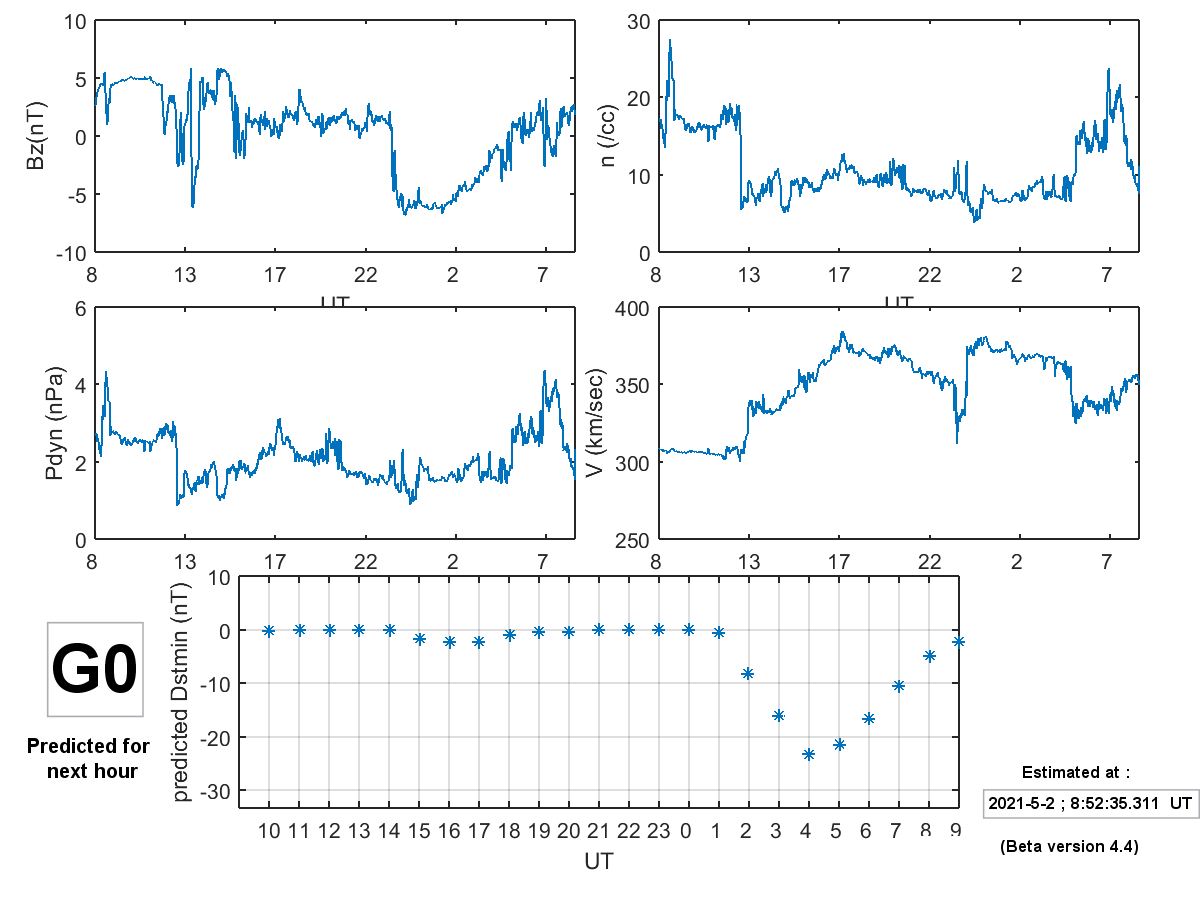 10
5
0
-5
-10
Bz(nT)
8 13 17 22 2 7
UT
30
20
10
0
n (/cc)
8 13 17 22 2 7
UT
6
4
2
0
Pdyn (nPa)
8 13 17 22 2 7
400
350
300
250
V (km/sec)
8 13 17 22 2 7
G0
Predicted for
next hour
10
0
-10
-20
-30
predicted Dstmin (nT)
10 11 12 13 14 15 16 17 18 19 20 21 22 23 0 1 2 3 4 5 6 7 8 9
UT
Estimated at :
2021-5-2 ; 8:52:35.311 UT
(Beta version 4.4)